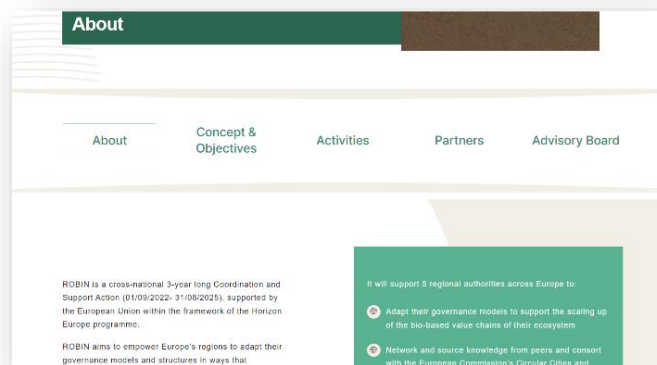 About
About
Concept &
Objectives
Activities
Partners
Advisory Board
ROBIN is a cross-national 3-year long Coordination and
Support Action (01/09/2022- 31/08/2025), supported by
the European Union within the framework of the Horizon
Europe programme.
ROBIN aims to empower Europe's regions to adapt their
governance models and structures in ways that
It will support 5 regional authorities across Europe to:
Adapt their governance models to support the scaling up
of the bio-based value chains of their ecosystem
Network and source knowledge from peers and consort
with the European Commission's Circular Cities and